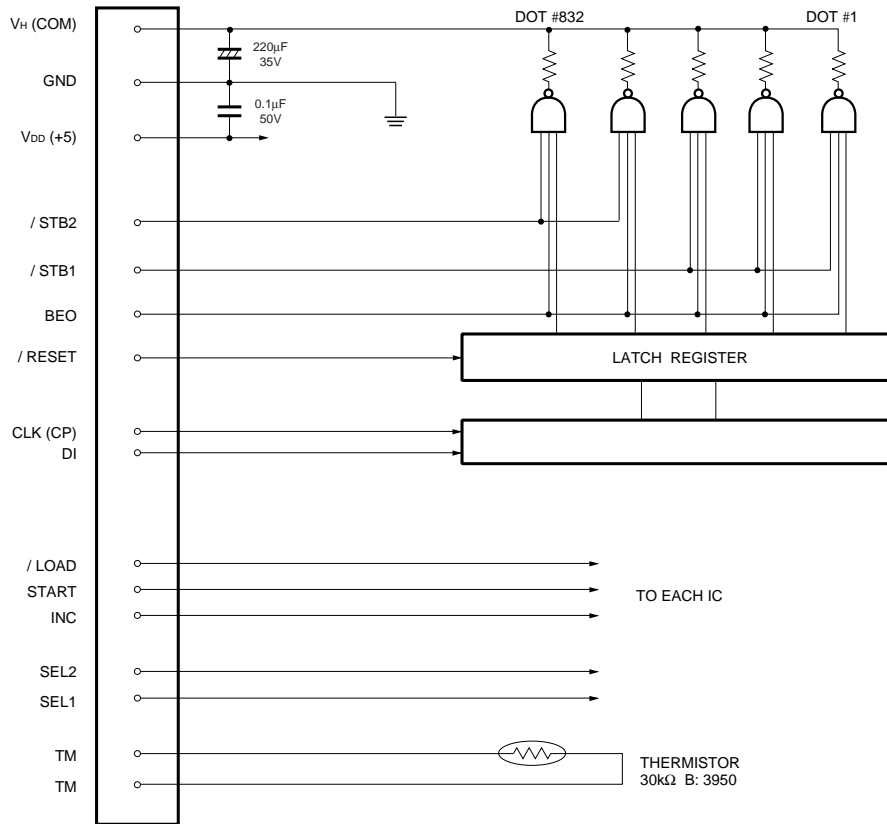 VH (COM)
DOT #832
DOT #1
220μF
35V
GND
0.1μF
50V
VDD (+5)
/ STB2
/ STB1
BEO
/ RESET
LATCH REGISTER
CLK (CP)
DI
/ LOAD
START
TO EACH IC
INC
SEL2
SEL1
TM
THERMISTOR
30kΩ B: 3950
TM